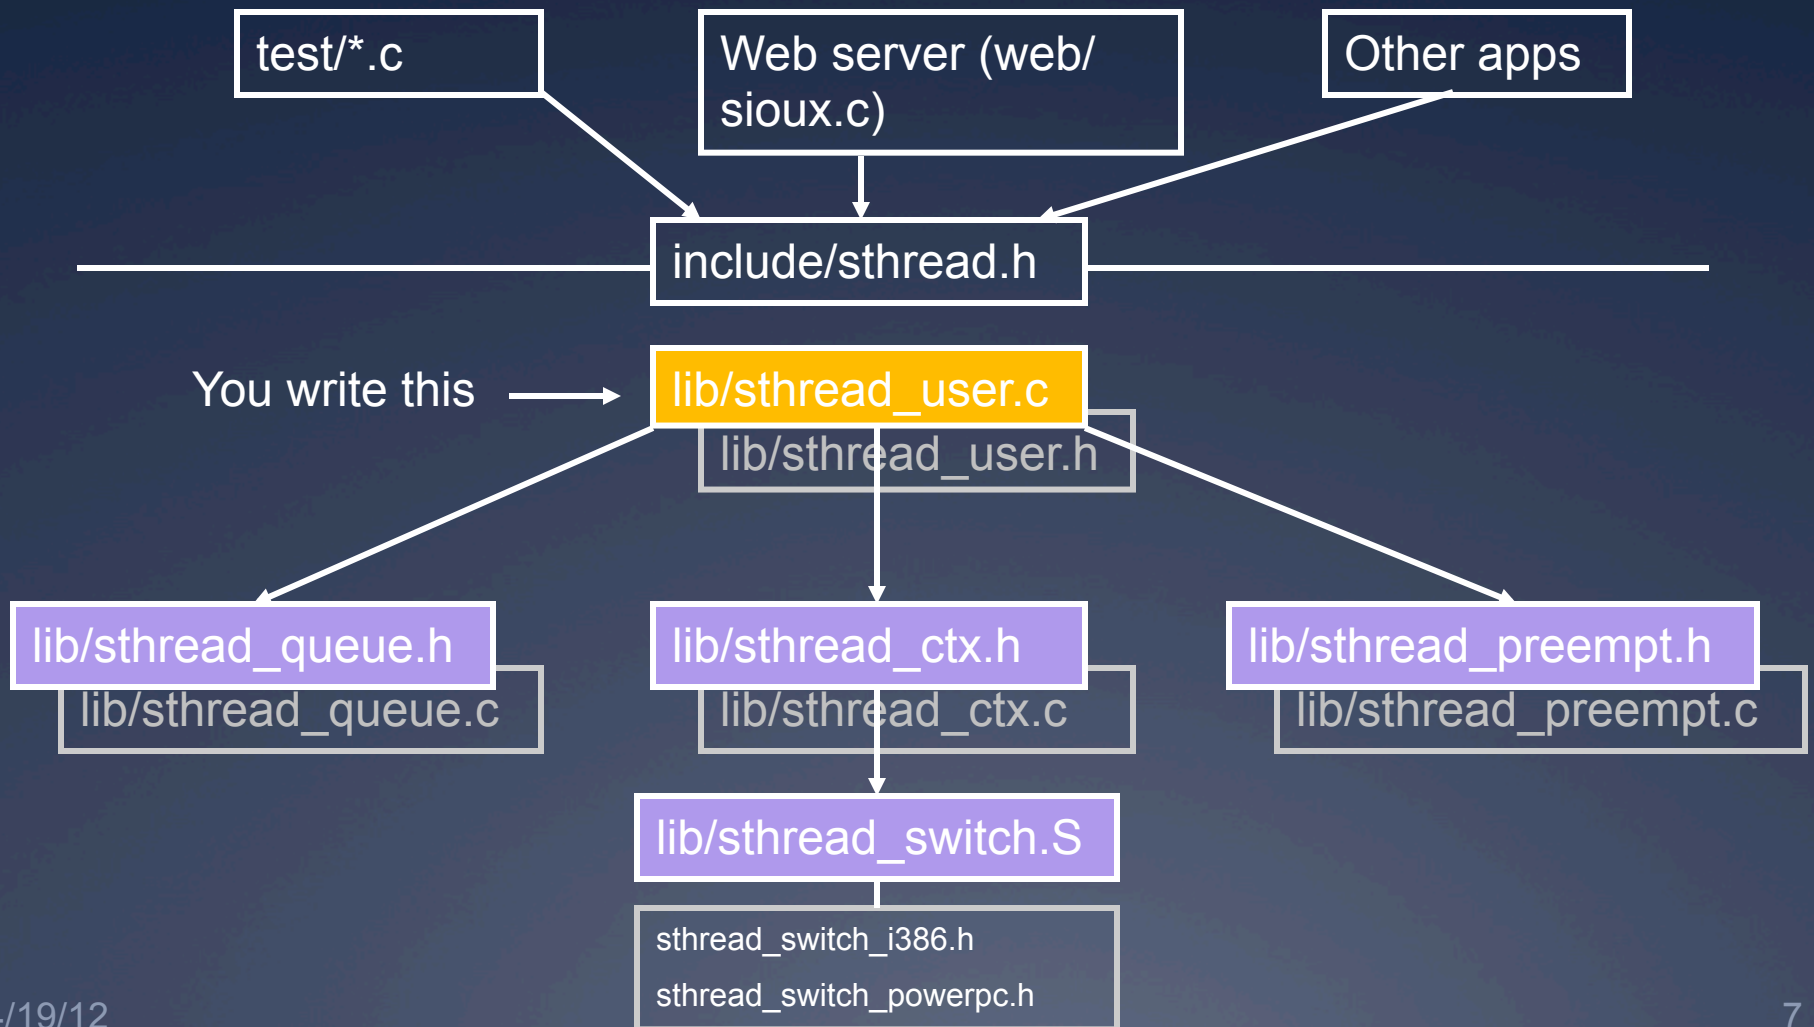 test/*.c
Web server (web/
sioux.c)
Other apps
include/sthread.h
You write this
lib/sthread_user.c
lib/sthread_user.h
lib/sthread_queue.h
lib/sthread_ctx.h
lib/sthread_preempt.h
lib/sthread_queue.c
lib/sthread_ctx.c
lib/sthread_preempt.c
lib/sthread_switch.S
sthread_switch_i386.h
sthread_switch_powerpc.h
/19/12
7